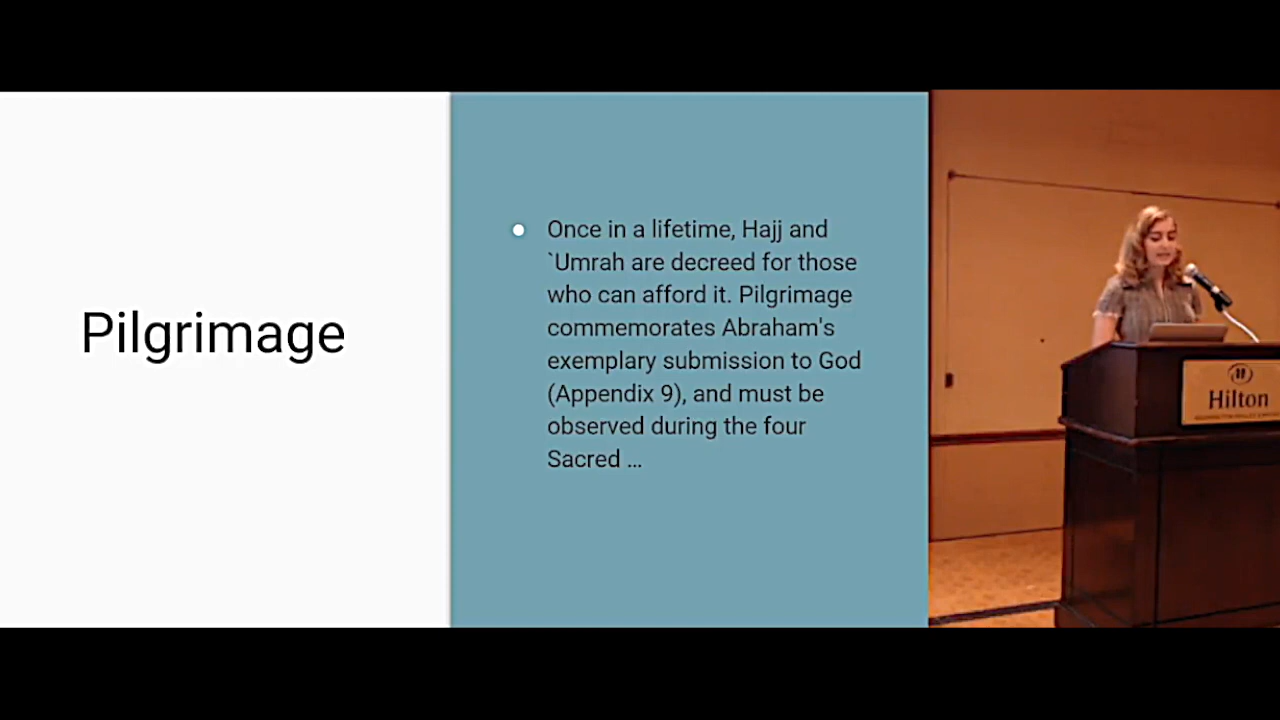 Pilgrimage
Once in a lifetime, Hajj and
`Umrah are decreed for those
who can afford it. Pilgrimage
commemorates Abraham's
exemplary submission to God
(Appendix 9), and must be
observed during the four
Sacred ...
Hilton